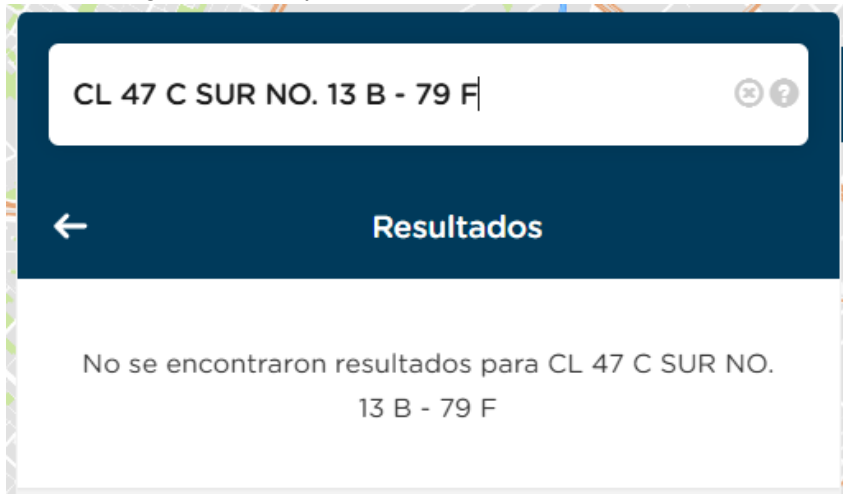 CL 47 C SUR NO. 13 B - 79 F
Resultados
No se encontraron resultados para CL 47 C SUR NO.
13 B - 79 F